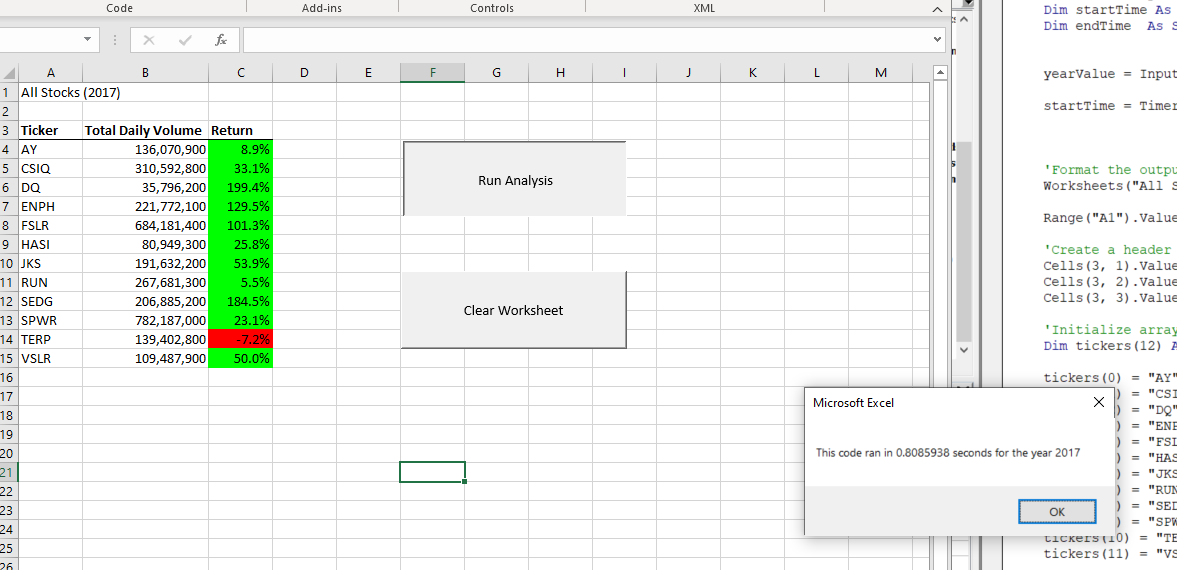 Code Add-ins Controls XML
fx
A B C D E F G H I J K L M
1 All Stocks (2017)
2
3 Ticker Total Daily Volume Return
4 AY 136,070,900 8.9%
5 CSIQ 310,592,800 33.1%
6 DQ 35,796,200 199.4%
7 ENPH 221,772,100 129.5%
8 FSLR 684,181,400 101.3%
9 HASI 80,949,300 25.8%
10 JKS 191,632,200 53.9%
11 RUN 267,681,300 5.5%
12 SEDG 206,885,200 184.5%
13 SPWR 782,187,000 23.1%
14 TERP 139,402,800 -7.2%
15 VSLR 109,487,900 50.0%
16
17
18
19
20
21
22
23
24
25
26
Run Analysis
Clear Worksheet
Dim startTime As
Dim endTime As S
yearValue = Input
startTime = Timer
'Format the outpu
Worksheets("All S
Range("A1").Value
'Create a header
Cells(3, 1).Value
Cells(3, 2).Value
Cells(3, 3).Value
'Initialize array
Dim tickers(12) A
tickers(0) = "AY"
) = "CSI
) = "DQ"
) = "ENP
) = "FSL
) = "HAS
) = "JKS
) = "RUN
) = "SED
) = "SPW
tickers(10) = "TE
tickers(11) = "VS
Microsoft Excel
This code ran in 0.8085938 seconds for the year 2017
OK